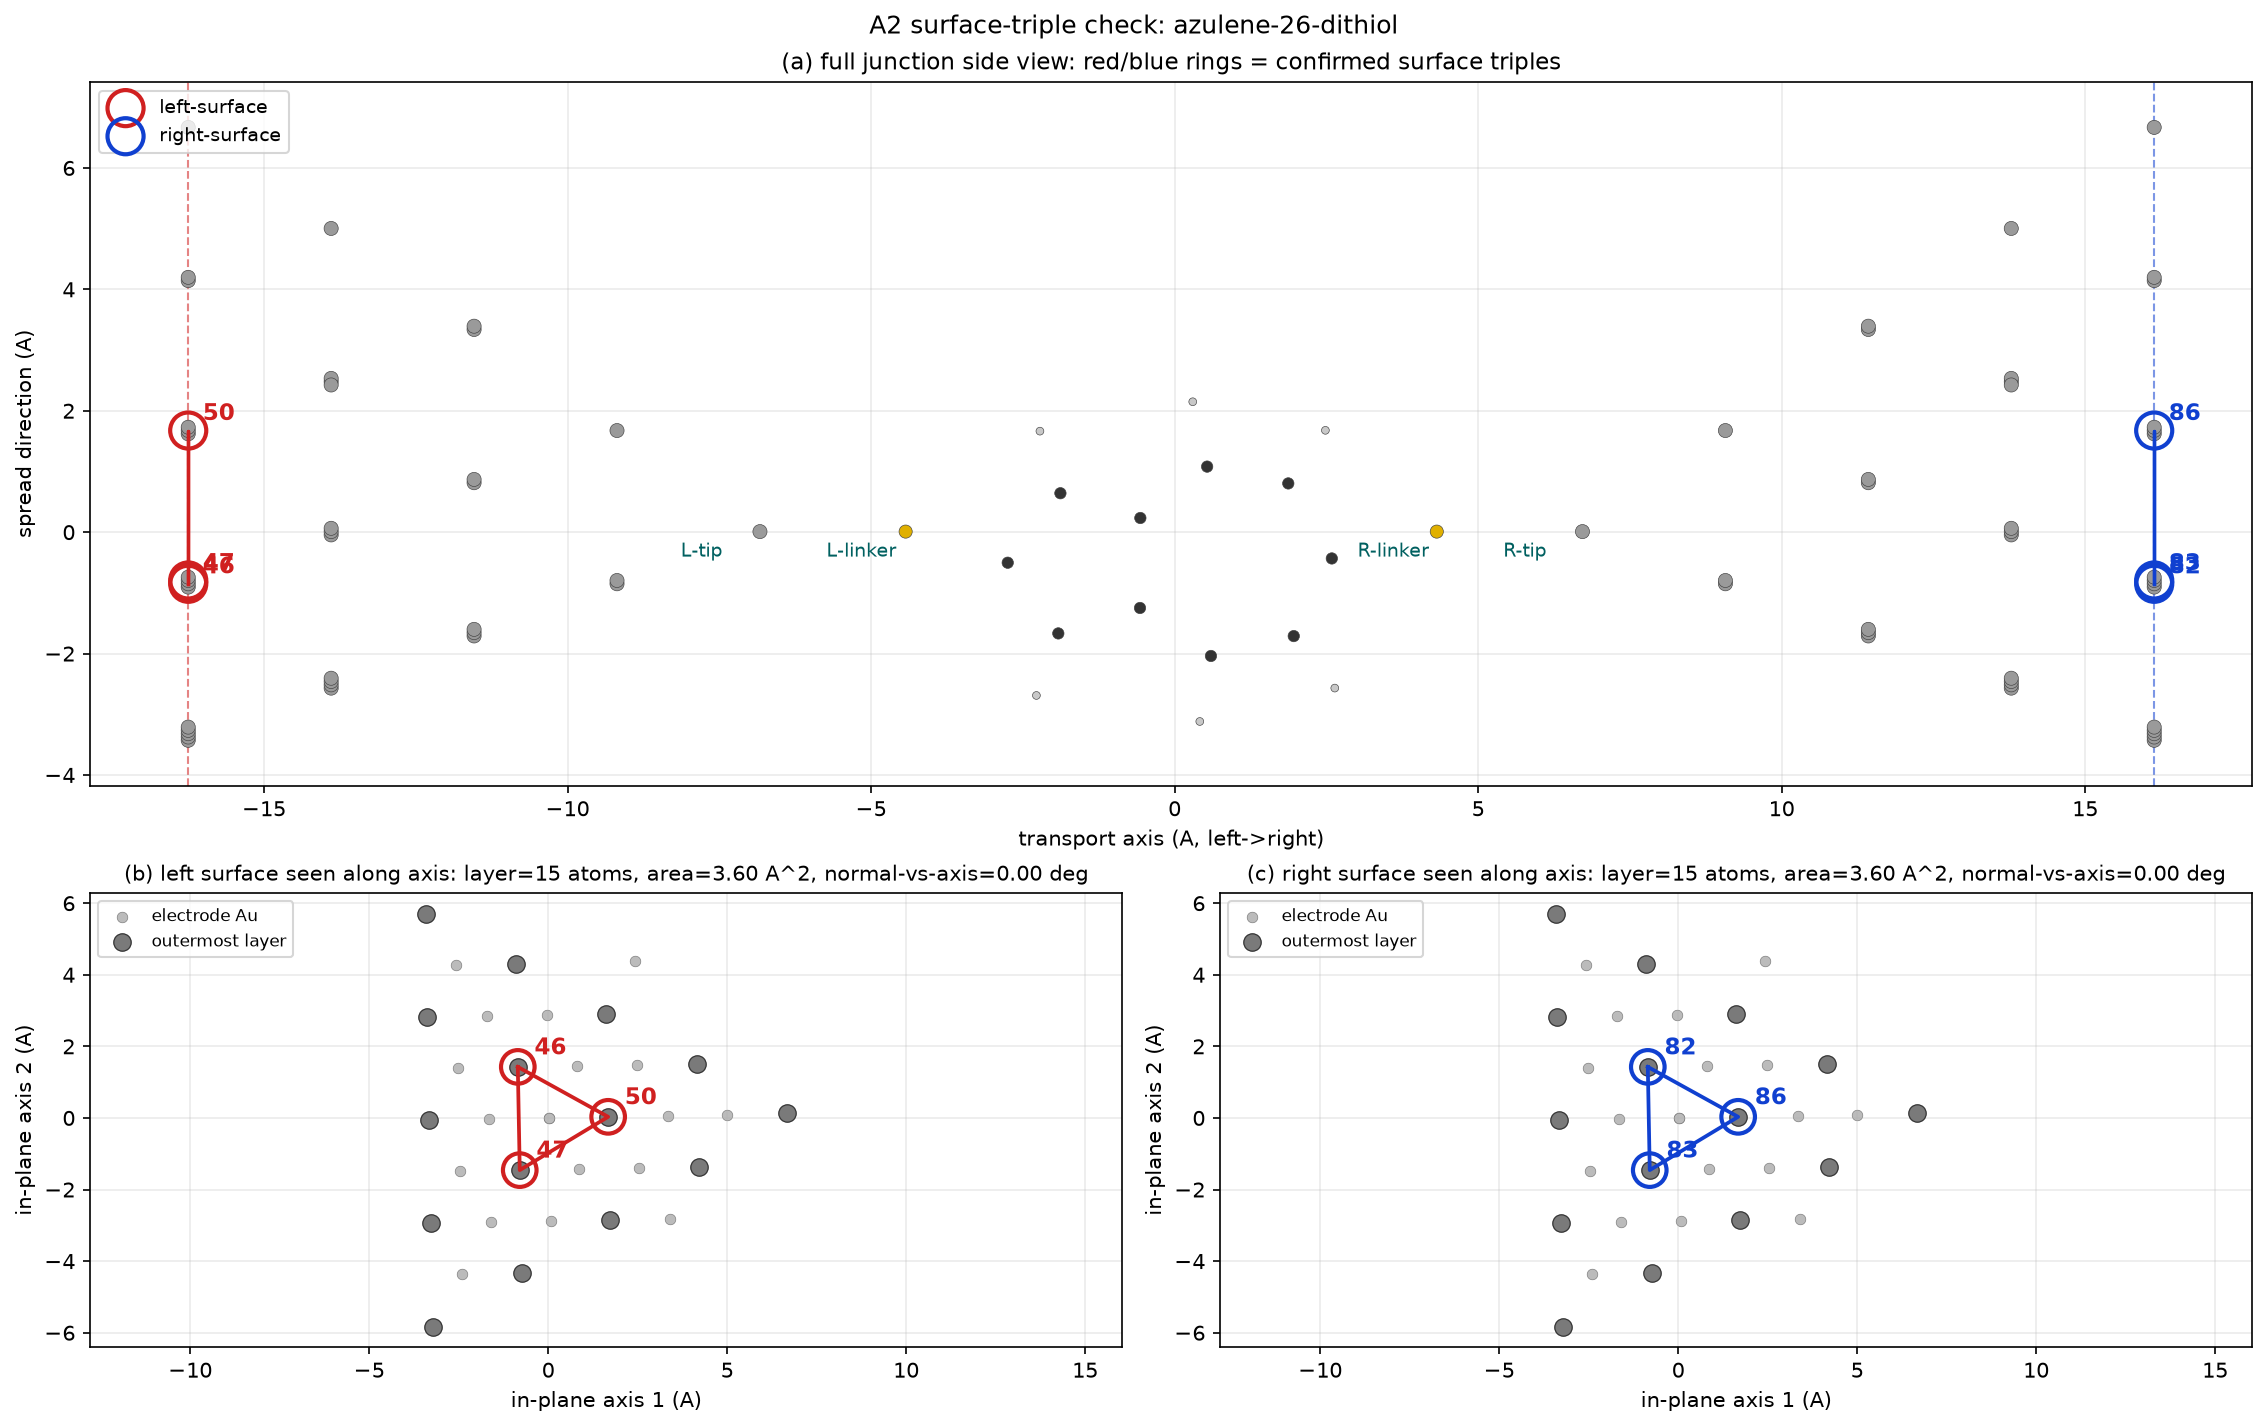 A2 surface-triple check: azulene-26-dithiol
(a) full junction side view: red/blue rings = confirmed surface triples
left-surface
right-surface
6
4
2
0
−2
−4
spread direction (A)
50
47
46
86
83
82
L-tip
L-linker
R-linker
R-tip
−15
−10
−5
0
5
10
15
transport axis (A, left->right)
(b) left surface seen along axis: layer=15 atoms, area=3.60 A^2, normal-vs-axis=0.00 deg
electrode Au
outermost layer
6
4
2
0
−2
−4
−6
in-plane axis 2 (A)
46
50
47
−10
−5
0
5
10
15
in-plane axis 1 (A)
(c) right surface seen along axis: layer=15 atoms, area=3.60 A^2, normal-vs-axis=0.00 deg
electrode Au
outermost layer
6
4
2
0
−2
−4
−6
in-plane axis 2 (A)
82
86
83
−10
−5
0
5
10
15
in-plane axis 1 (A)